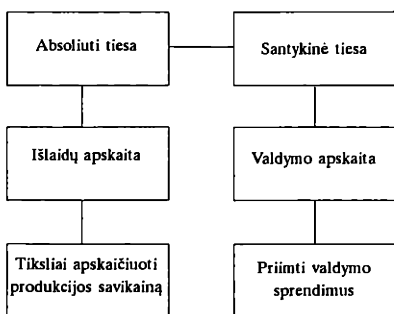 Absoliuti tiesa
Santykinė tiesa
Išlaidų apskaita
Valdymo apskaita
Tiksliai apskaičiuoti
produkcijos savikainą
Priimti valdymo
sprendimus